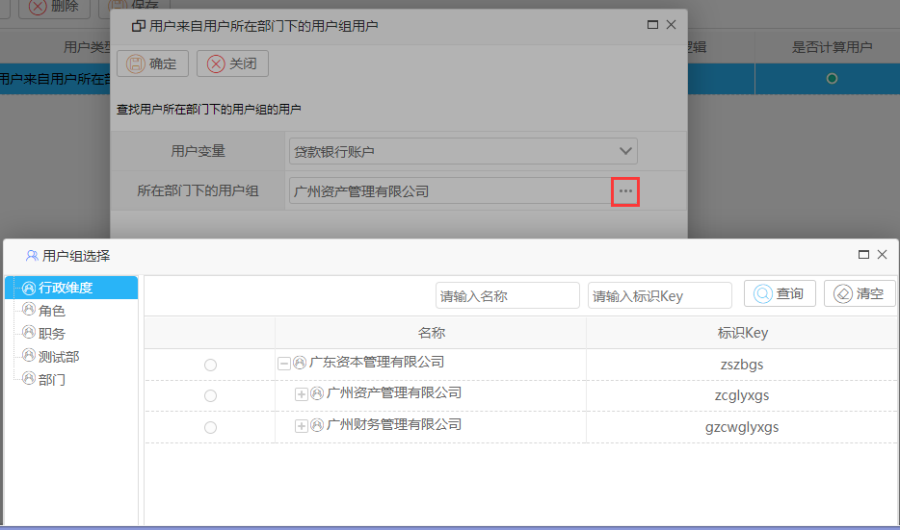 删除 保存
用户来自用户所在部门下的用户组用户
用户类型 逻辑 是否计算用户
确定 关闭
用户来自用户所在部
查找用户所在部门下的用户组的用户
用户变量 贷款银行账户
所在部门下的用户组 广州资产管理有限公司 ...
用户组选择
行政维度
角色
职务
测试部
部门
请输入名称 请输入标识Key 查询 清空
名称 标识Key
广东资本管理有限公司 zszbgs
广州资产管理有限公司 zcglyxgs
广州财务管理有限公司 gzcwglyxgs